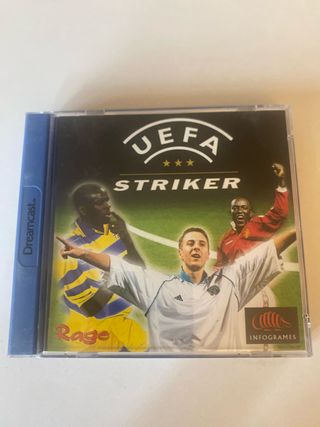 UEFA
STRIKER
Dreamcast.
Rage
INFOGRAMES